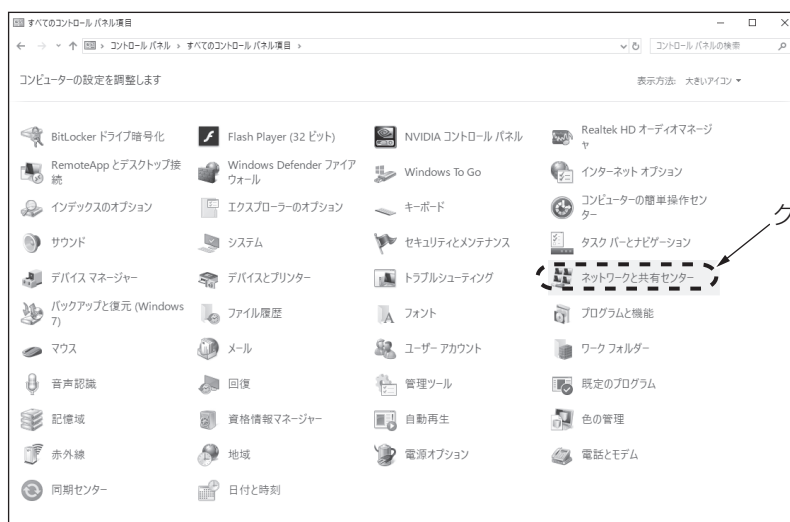 すべてのコントロール パネル項目
コントロール パネル > すべてのコントロール パネル項目 >
コントロール パネルの検索
コンピューターの設定を調整します
表示方法: 大きいアイコン
BitLocker ドライブ暗号化
Flash Player (32 ビット)
NVIDIA コントロール パネル
Realtek HD オーディオマネージ
ャ
RemoteApp とデスクトップ接
続
Windows Defender ファイア
ウォール
Windows To Go
インターネット オプション
インデックスのオプション
エクスプローラーのオプション
キーボード
コンピューターの簡単操作セン
ター
ク
サウンド
システム
セキュリティとメンテナンス
タスク バーとナビゲーション
デバイス マネージャー
デバイスとプリンター
トラブルシューティング
ネットワークと共有センター
バックアップと復元 (Windows
7)
ファイル履歴
フォント
プログラムと機能
マウス
メール
ユーザー アカウント
ワーク フォルダー
音声認識
回復
管理ツール
既定のプログラム
記憶域
資格情報マネージャー
自動再生
色の管理
赤外線
地域
電源オプション
電話とモデム
同期センター
日付と時刻